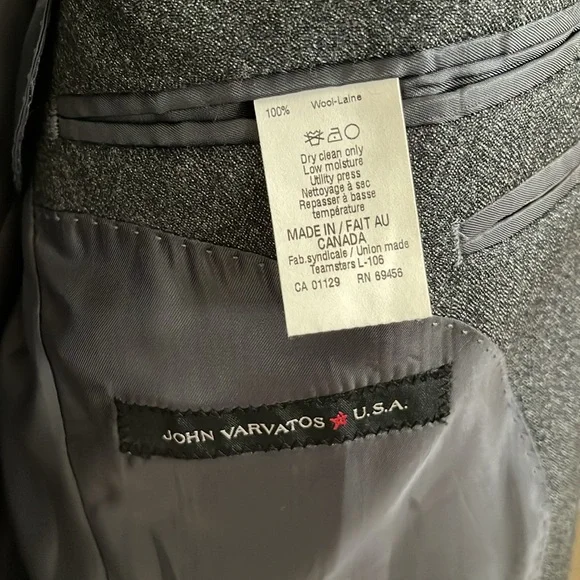 100% Wool-Laine
Dry clean only
Low moisture
Utility press
Nettoyage à sec
Repasser à basse
température
MADE IN / FAIT AU
CANADA
Fab.syndicale / Union made
Teamsters L-106
CA 01129 RN 69456
JOHN VARVATOS U.S.A.